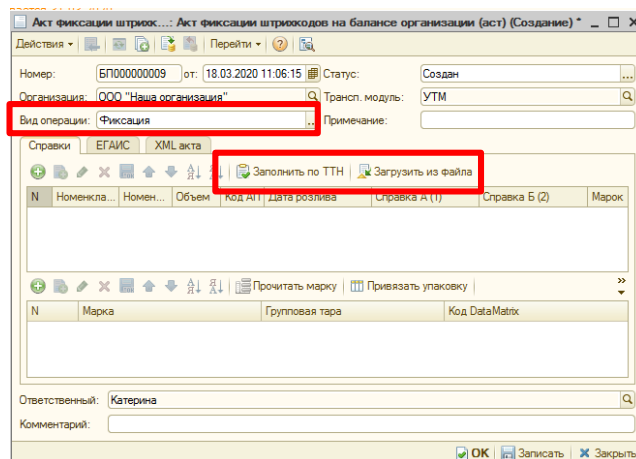 Акт фиксации штрихк...: Акт фиксации штрихкодов на балансе организации (аст) (Создание) *
Действия Перейти
Номер: БП000000009 от: 18.03.2020 11:06:15 Статус: Создан ...
Организация: ООО "Наша организация" Трансп. модуль: УТМ
Вид операции: Фиксация ... Примечание:
Справки ЕГАИС XML акта
Заполнить по ТТН Загрузить из файла
N Номенкла... Номен... Объем Код АП Дата розлива Справка А (1) Справка Б (2) Марок
Прочитать марку Привязать упаковку
N Марка Групповая тара Код DataMatrix
Ответственный: Катерина
Комментарий:
OK Записать Закрыть